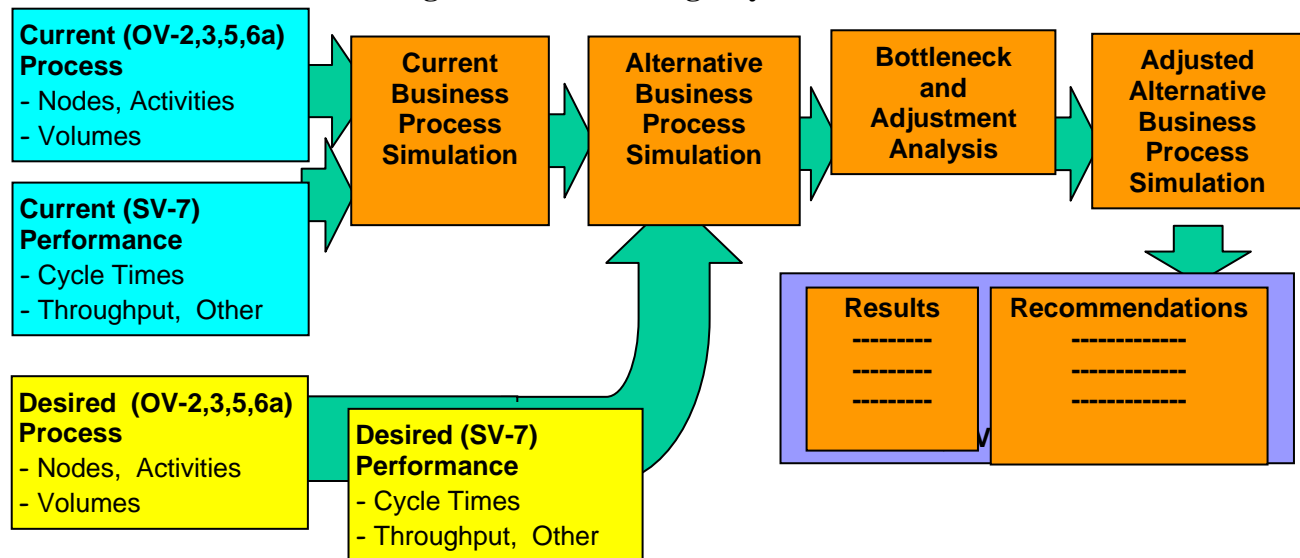 Current (OV-2,3,5,6a)
Process
- Nodes, Activities
- Volumes
Current (SV-7)
Performance
- Cycle Times
- Throughput, Other
Desired (OV-2,3,5,6a)
Process
- Nodes, Activities
- Volumes
Desired (SV-7)
Performance
- Cycle Times
- Throughput, Other
Current
Business
Process
Simulation
Alternative
Business
Process
Simulation
Bottleneck
and
Adjustment
Analysis
Adjusted
Alternative
Business
Process
Simulation
Results
---------
---------
---------
Recommendations
-------------
-------------
-------------